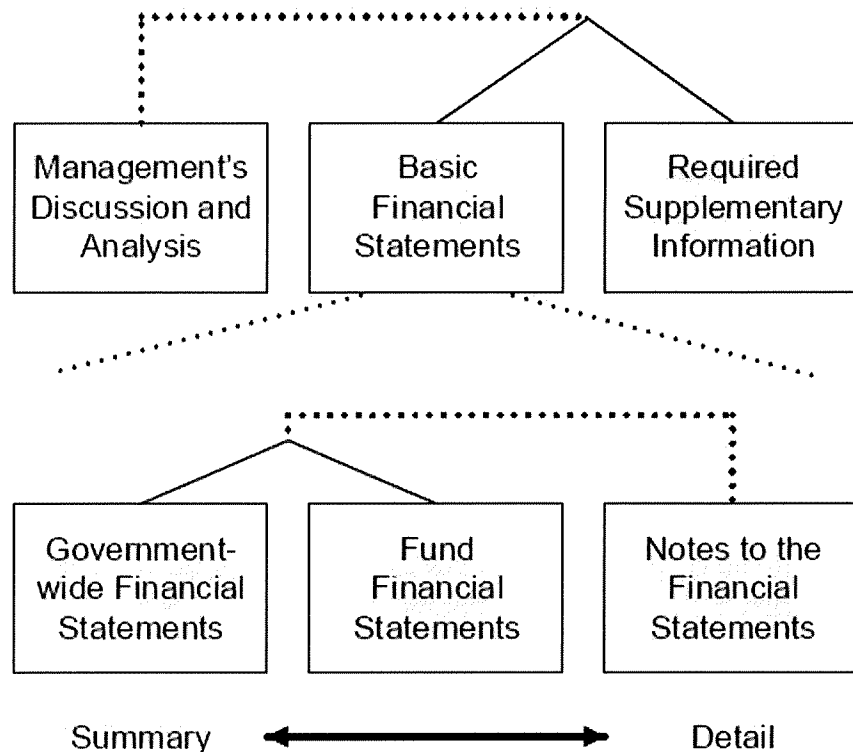 Management's
Discussion and
Analysis
Basic
Financial
Statements
Required
Supplementary
Information
Government-
wide Financial
Statements
Fund
Financial
Statements
Notes to the
Financial
Statements
Summary
Detail